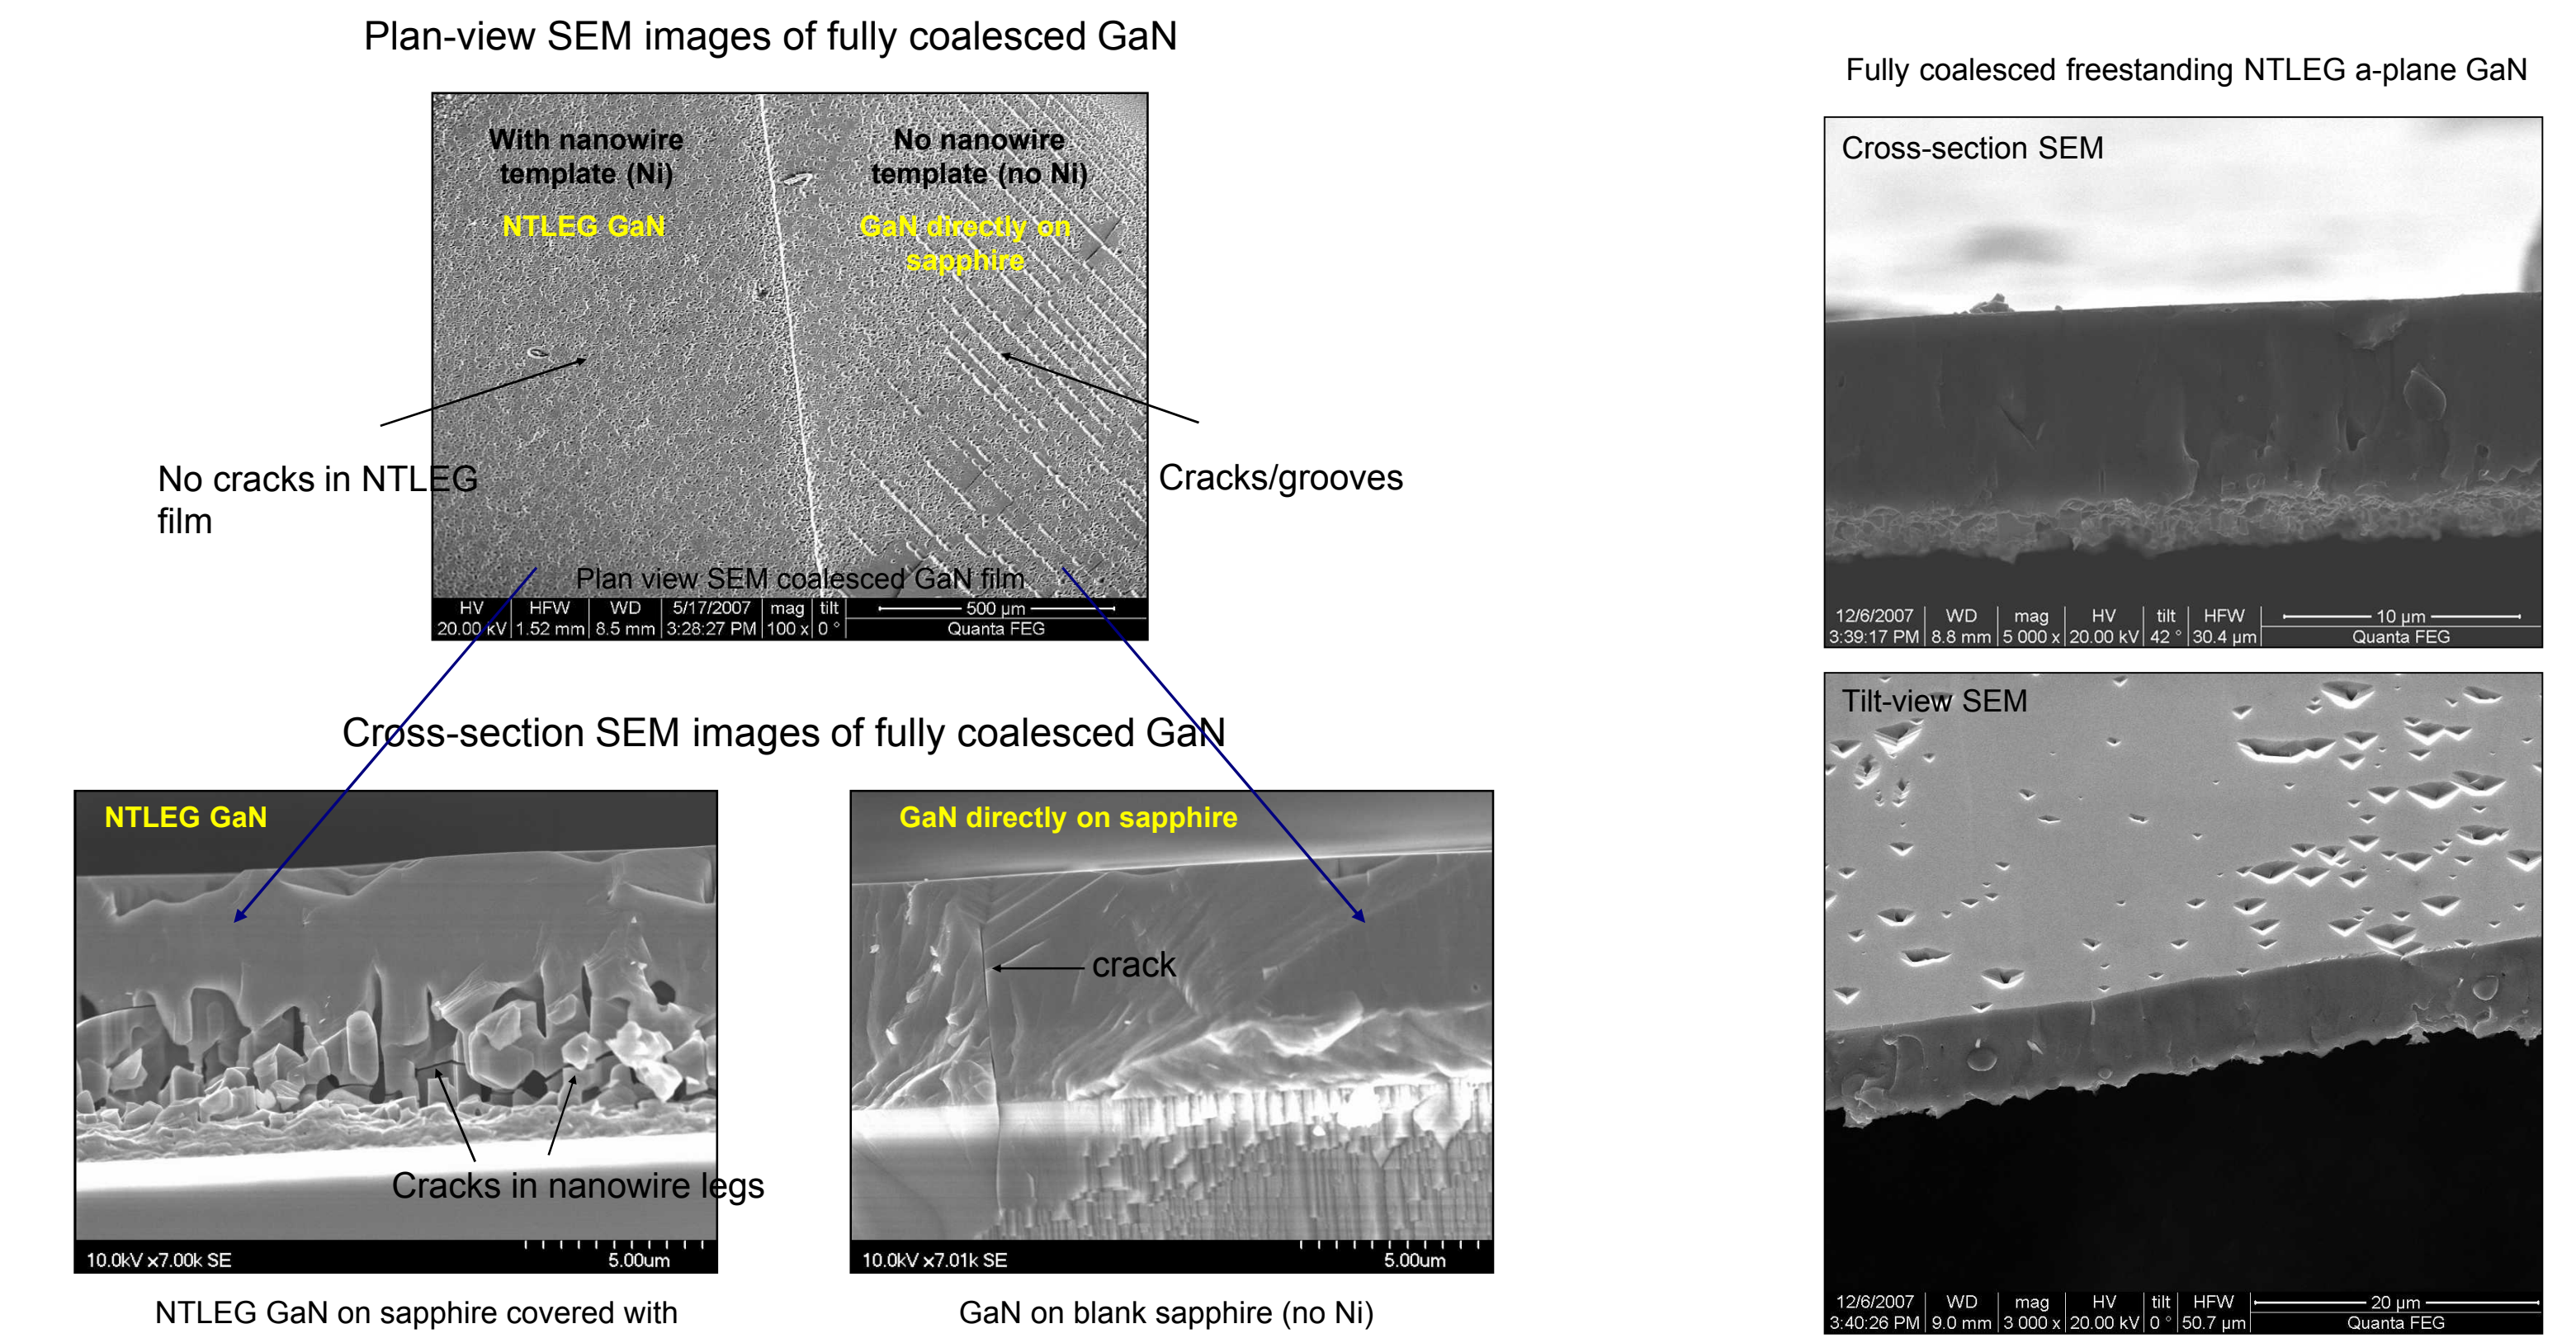 Plan-view SEM images of fully coalesced GaN
With nanowire
template (Ni)
NTLEG GaN
No nanowire
template (no Ni)
GaN directly on
sapphire
No cracks in NTLEG
film
Cracks/grooves
Plan view SEM coalesced GaN film
HV HFW WD 5/17/2007 mag tilt 500 µm
20.00 kV 1.52 mm 8.5 mm 3:28:27 PM 100 x 0 ° Quanta FEG
Cross-section SEM images of fully coalesced GaN
NTLEG GaN
Cracks in nanowire legs
10.0kV x7.00k SE 5.00um
NTLEG GaN on sapphire covered with
GaN directly on sapphire
crack
10.0kV x7.01k SE 5.00um
GaN on blank sapphire (no Ni)
Fully coalesced freestanding NTLEG a-plane GaN
Cross-section SEM
12/6/2007 WD mag HV tilt HFW 10 µm
3:39:17 PM 8.8 mm 5 000 x 20.00 kV 42 ° 30.4 µm Quanta FEG
Tilt-view SEM
12/6/2007 WD mag HV tilt HFW 20 µm
3:40:26 PM 9.0 mm 3 000 x 20.00 kV 0 ° 50.7 µm Quanta FEG